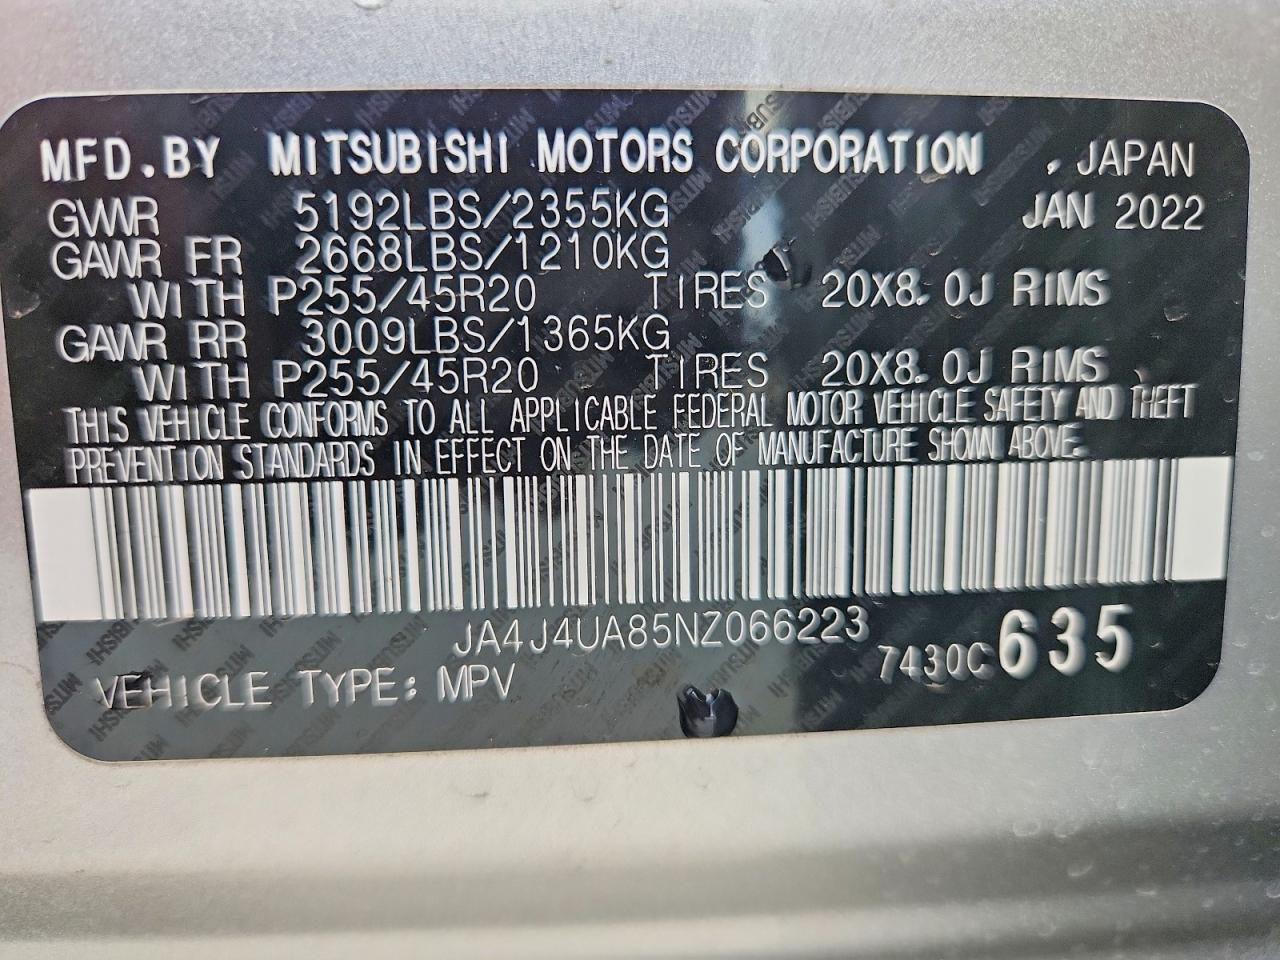 MFD.BY MITSUBISHI MOTORS CORPORATION , JAPAN
GVWR 5192LBS/2355KG JAN 2022
GAWR FR 2668LBS/1210KG
WITH P255/45R20 TIRES 20X8.0J RIMS
GAWR RR 3009LBS/1365KG
WITH P255/45R20 TIRES 20X8.0J RIMS
THIS VEHICLE CONFORMS TO ALL APPLICABLE FEDERAL MOTOR VEHICLE SAFETY AND THEFT
PREVENTION STANDARDS IN EFFECT ON THE DATE OF MANUFACTURE SHOWN ABOVE.
JA4J4UA85NZ066223
7430C 635
VEHICLE TYPE: MPV